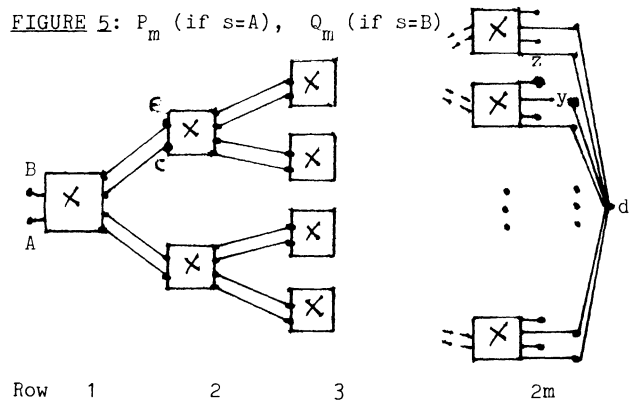 FIGURE 5: P_m (if s=A), Q_m (if s=B)
X X X X X X X
X X X
z
y
d
B
A
c
Row 1 2 3 2m